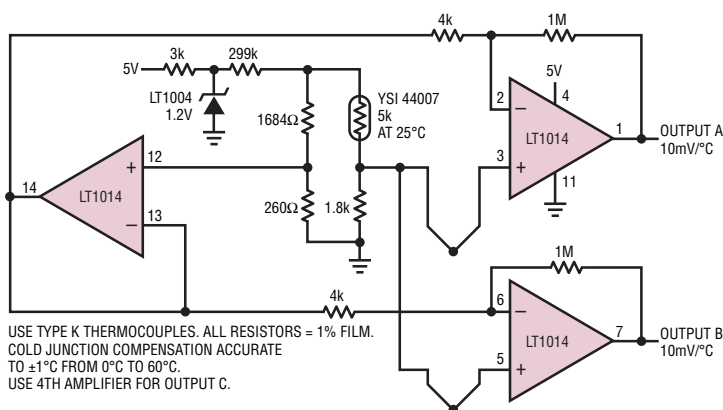 4k
1M
3k
299k
5V
5V
LT1004
1.2V
1684Ω
YSI 44007
5k
AT 25°C
2
–
4
LT1014
1
OUTPUT A
10mV/°C
3
+
11
12
+
14
LT1014
13
–
260Ω
1.8k
1M
4k
6
–
LT1014
7
OUTPUT B
10mV/°C
5
+
USE TYPE K THERMOCOUPLES. ALL RESISTORS = 1% FILM.
COLD JUNCTION COMPENSATION ACCURATE
TO ±1°C FROM 0°C TO 60°C.
USE 4TH AMPLIFIER FOR OUTPUT C.